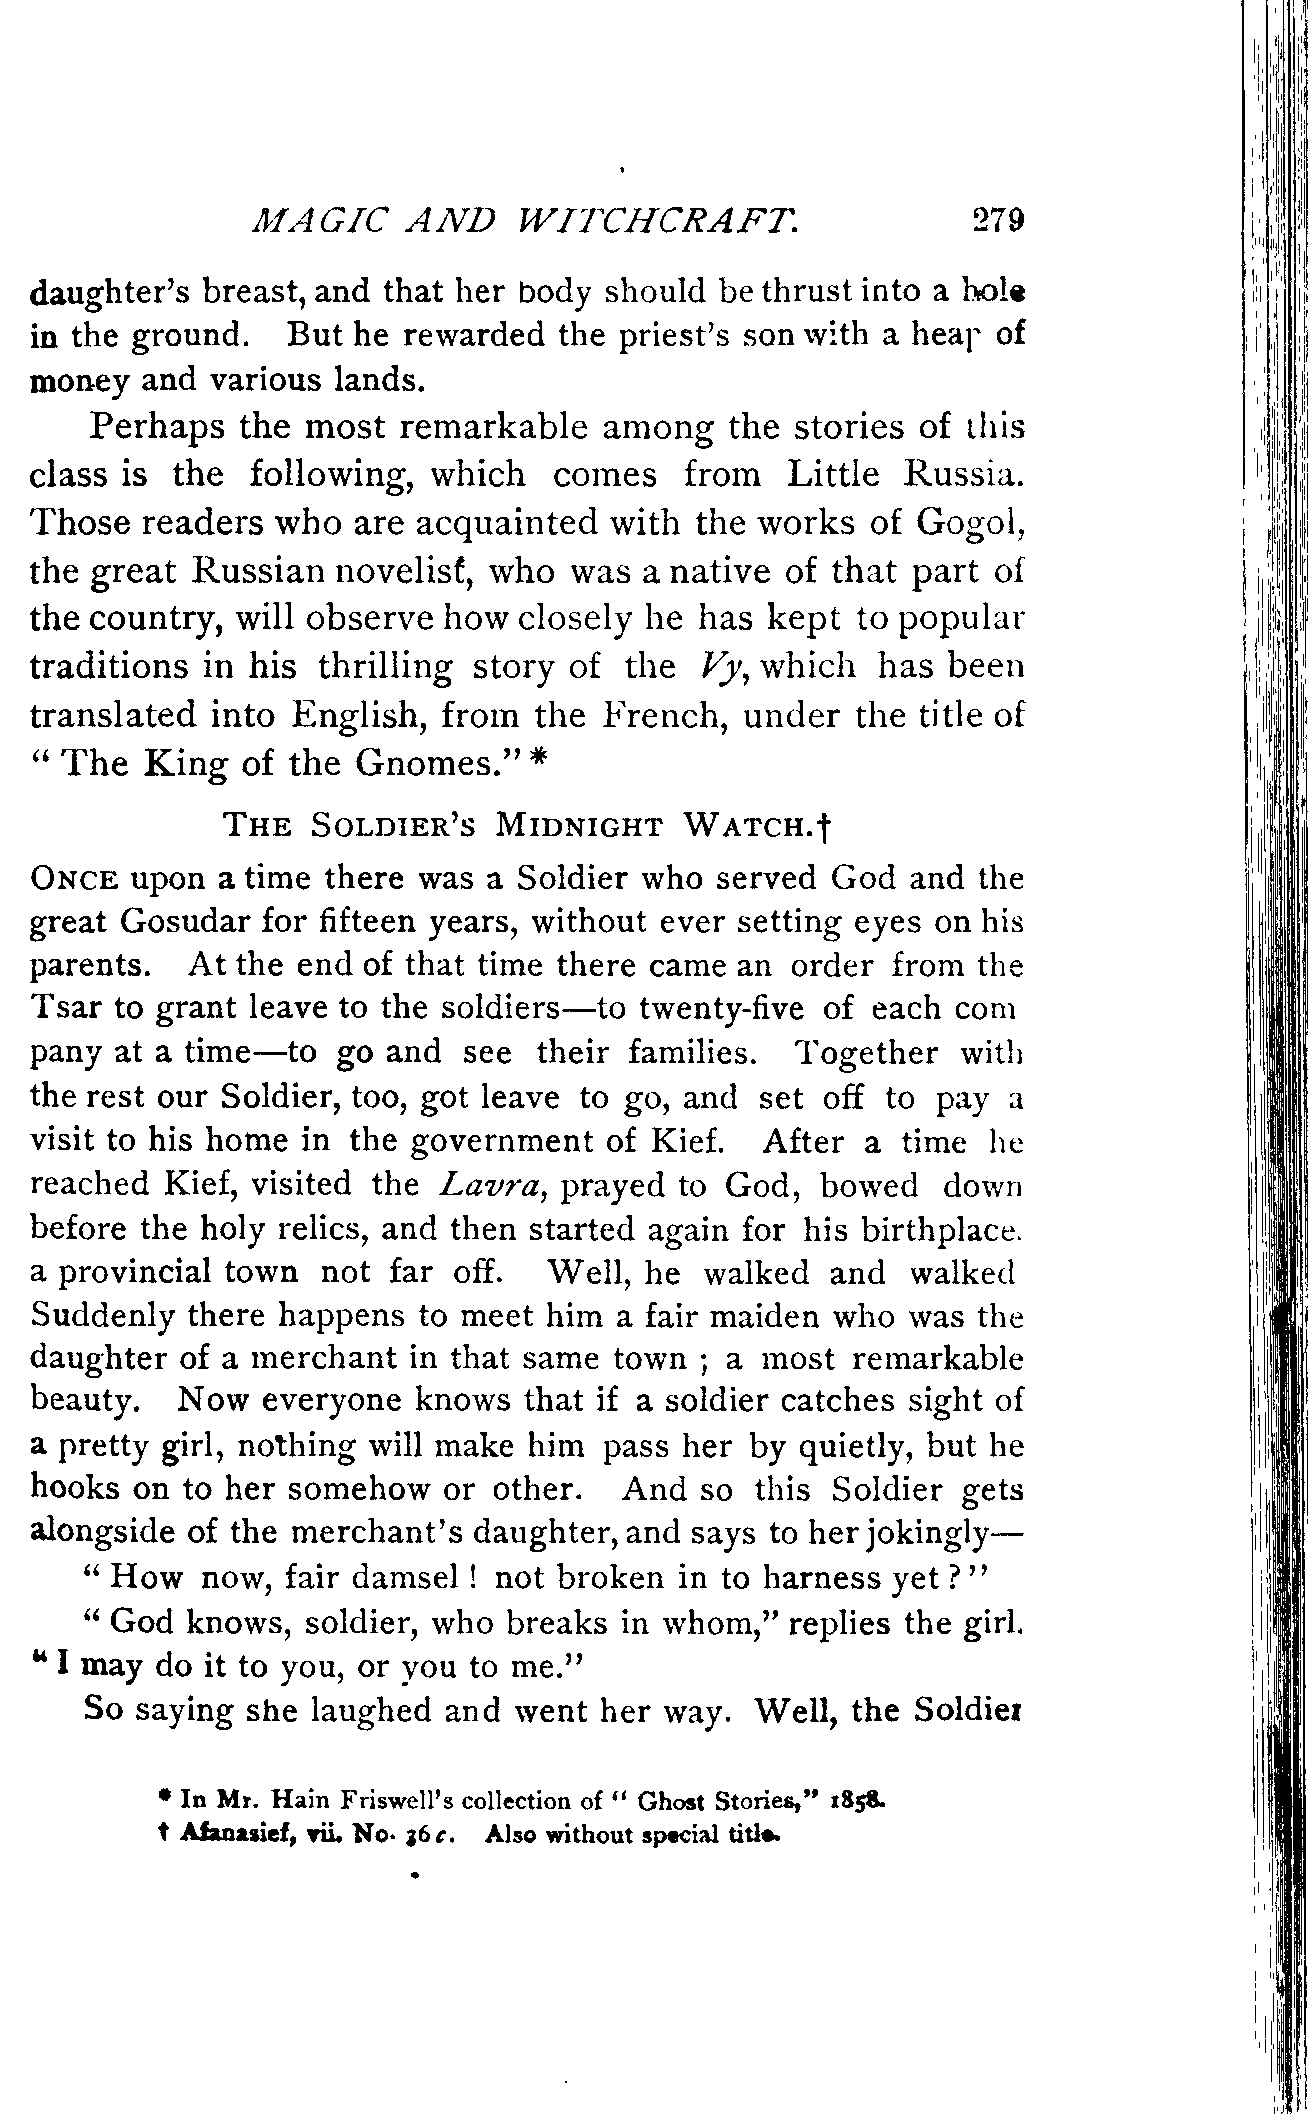 MAGIC AND WITCHCRAFT. 279
daughter's breast, and that her body should be thrust into a hole
in the ground. But he rewarded the priest's son with a heap of
money and various lands.
Perhaps the most remarkable among the stories of this
class is the following, which comes from Little Russia.
Those readers who are acquainted with the works of Gogol,
the great Russian novelist, who was a native of that part of
the country, will observe how closely he has kept to popular
traditions in his thrilling story of the Vy, which has been
translated into English, from the French, under the title of
“ The King of the Gnomes.” *
THE SOLDIER'S MIDNIGHT WATCH.†
ONCE upon a time there was a Soldier who served God and the
great Gosudar for fifteen years, without ever setting eyes on his
parents. At the end of that time there came an order from the
Tsar to grant leave to the soldiers—to twenty-five of each com
pany at a time—to go and see their families. Together with
the rest our Soldier, too, got leave to go, and set off to pay a
visit to his home in the government of Kief. After a time he
reached Kief, visited the Lavra, prayed to God, bowed down
before the holy relics, and then started again for his birthplace.
a provincial town not far off. Well, he walked and walked
Suddenly there happens to meet him a fair maiden who was the
daughter of a merchant in that same town ; a most remarkable
beauty. Now everyone knows that if a soldier catches sight of
a pretty girl, nothing will make him pass her by quietly, but he
hooks on to her somehow or other. And so this Soldier gets
alongside of the merchant's daughter, and says to her jokingly—
“ How now, fair damsel ! not broken in to harness yet ?”
“ God knows, soldier, who breaks in whom,” replies the girl.
“ I may do it to you, or you to me.”
So saying she laughed and went her way. Well, the Soldier
* In Mr. Hain Friswell's collection of “ Ghost Stories,” 1858.
† Afanasief, vii. No. 36 c. Also without special title.